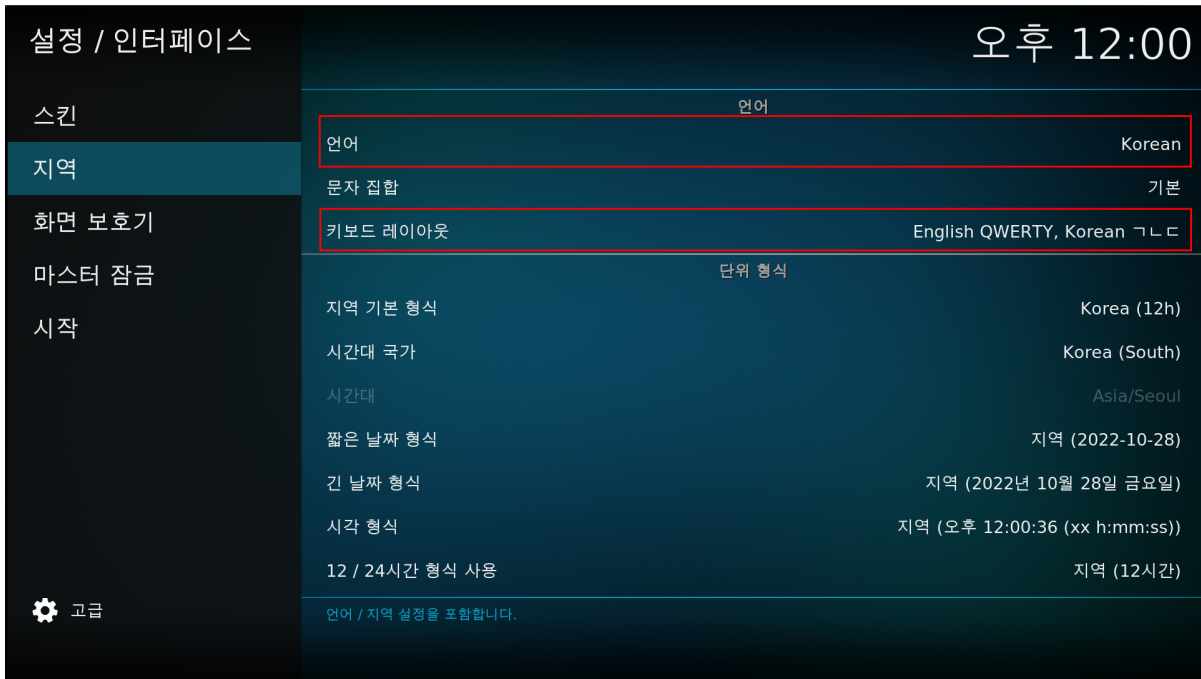 설정 / 인터페이스
오후 12:00
스킨
지역
화면 보호기
마스터 잠금
시작
고급
언어
언어 Korean
문자 집합 기본
키보드 레이아웃 English QWERTY, Korean ㄱㄴㄷ
단위 형식
지역 기본 형식 Korea (12h)
시간대 국가 Korea (South)
시간대 Asia/Seoul
짧은 날짜 형식 지역 (2022-10-28)
긴 날짜 형식 지역 (2022년 10월 28일 금요일)
시각 형식 지역 (오후 12:00:36 (xx h:mm:ss))
12 / 24시간 형식 사용 지역 (12시간)
언어 / 지역 설정을 포함합니다.